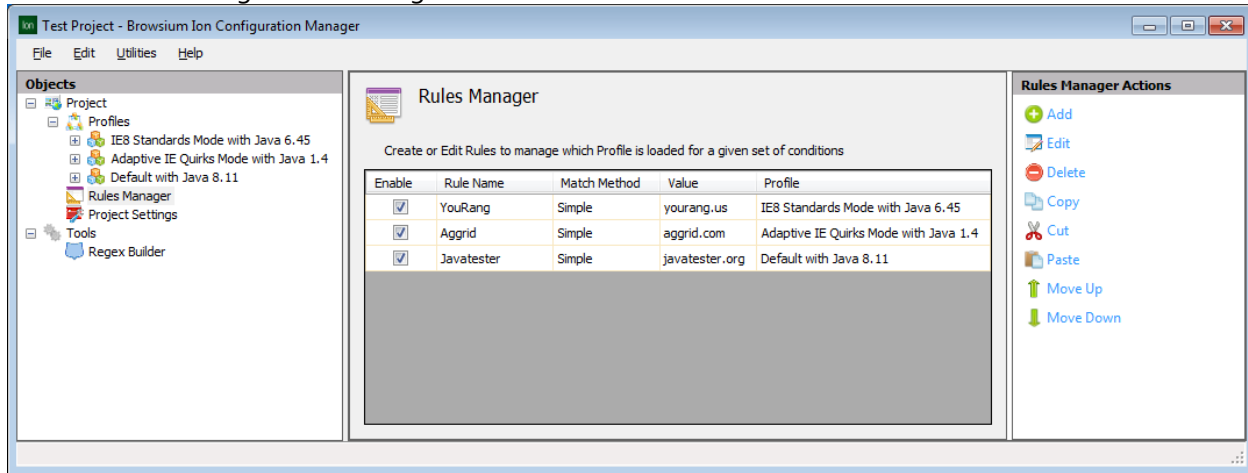 Ion Test Project - Browsium Ion Configuration Manager
File Edit Utilities Help
Objects
Project
Profiles
IE8 Standards Mode with Java 6.45
Adaptive IE Quirks Mode with Java 1.4
Default with Java 8.11
Rules Manager
Project Settings
Tools
Regex Builder
Rules Manager
Create or Edit Rules to manage which Profile is loaded for a given set of conditions
Enable Rule Name Match Method Value Profile
YouRang Simple yourang.us IE8 Standards Mode with Java 6.45
Aggrid Simple aggrid.com Adaptive IE Quirks Mode with Java 1.4
Javatester Simple javatester.org Default with Java 8.11
Rules Manager Actions
Add
Edit
Delete
Copy
Cut
Paste
Move Up
Move Down